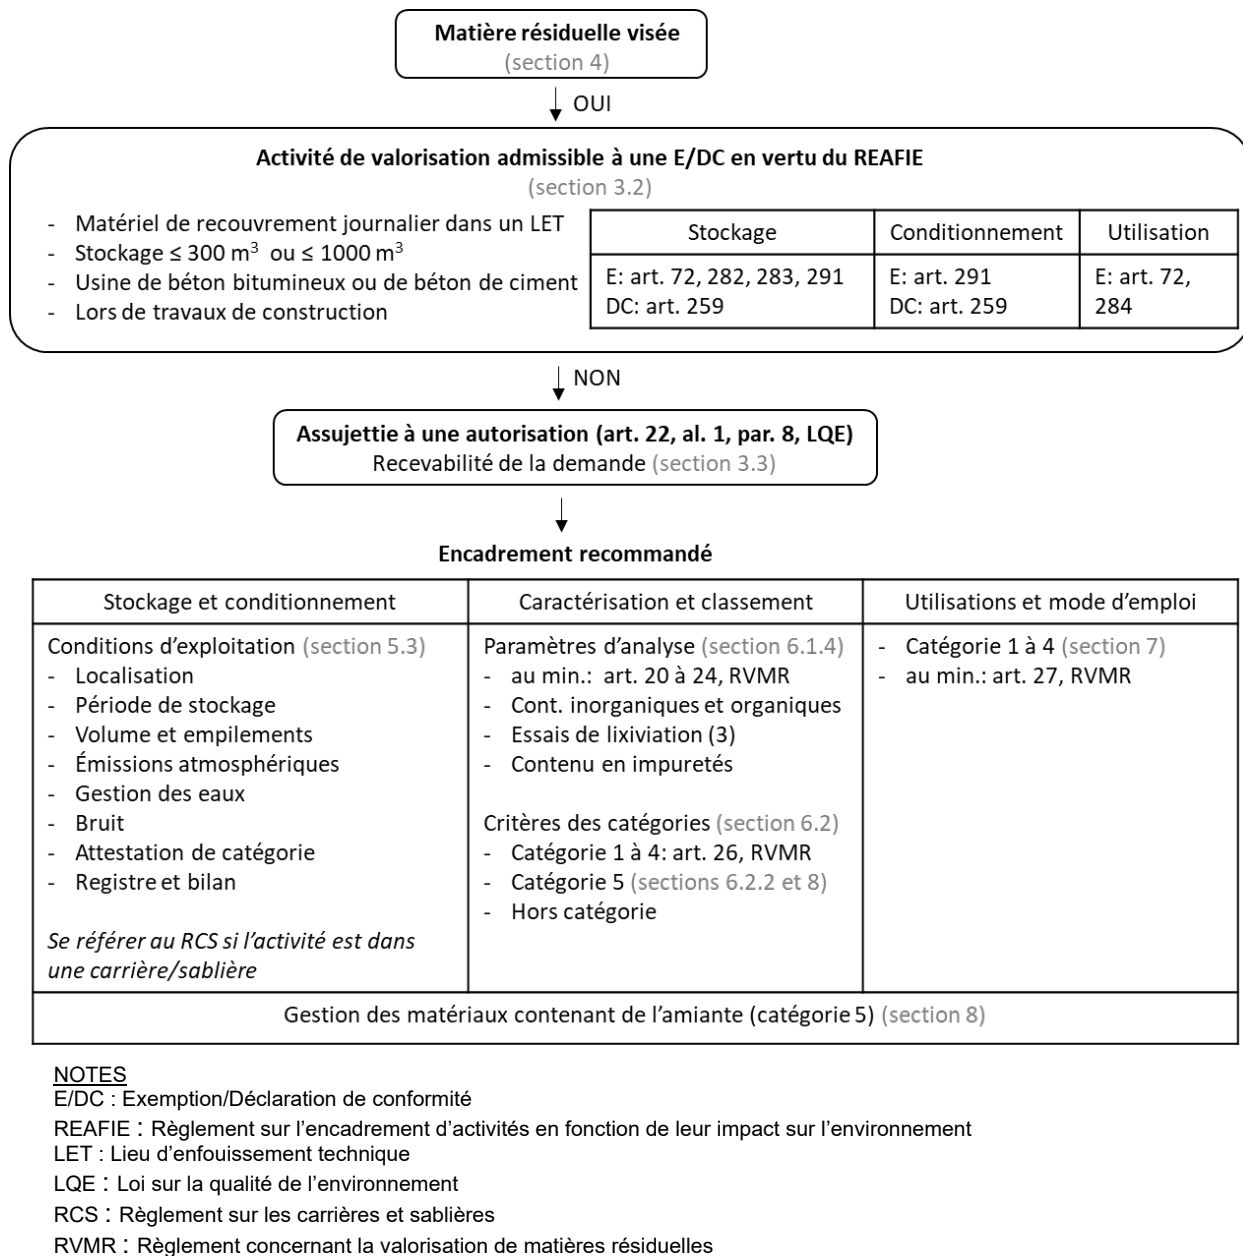 Matière résiduelle visée
(section 4)
OUI
Activité de valorisation admissible à une E/DC en vertu du REAFIE
(section 3.2)
- Matériel de recouvrement journalier dans un LET
- Stockage ≤ 300 m³ ou ≤ 1000 m³
- Usine de béton bitumineux ou de béton de ciment
- Lors de travaux de construction
Stockage
Conditionnement
Utilisation
E: art. 72, 282, 283, 291
DC: art. 259
E: art. 291
DC: art. 259
E: art. 72,
284
NON
Assujettie à une autorisation (art. 22, al. 1, par. 8, LQE)
Recevabilité de la demande (section 3.3)
Encadrement recommandé
Stockage et conditionnement
Caractérisation et classement
Utilisations et mode d'emploi
Conditions d'exploitation (section 5.3)
- Localisation
- Période de stockage
- Volume et empilements
- Émissions atmosphériques
- Gestion des eaux
- Bruit
- Attestation de catégorie
- Registre et bilan
Se référer au RCS si l'activité est dans
une carrière/sablière
Paramètres d'analyse (section 6.1.4)
- au min.: art. 20 à 24, RVMR
- Cont. inorganiques et organiques
- Essais de lixiviation (3)
- Contenu en impuretés
Critères des catégories (section 6.2)
- Catégorie 1 à 4: art. 26, RVMR
- Catégorie 5 (sections 6.2.2 et 8)
- Hors catégorie
- Catégorie 1 à 4 (section 7)
- au min.: art. 27, RVMR
Gestion des matériaux contenant de l'amiante (catégorie 5) (section 8)
NOTES
E/DC : Exemption/Déclaration de conformité
REAFIE : Règlement sur l'encadrement d'activités en fonction de leur impact sur l'environnement
LET : Lieu d'enfouissement technique
LQE : Loi sur la qualité de l'environnement
RCS : Règlement sur les carrières et sablières
RVMR : Règlement concernant la valorisation de matières résiduelles